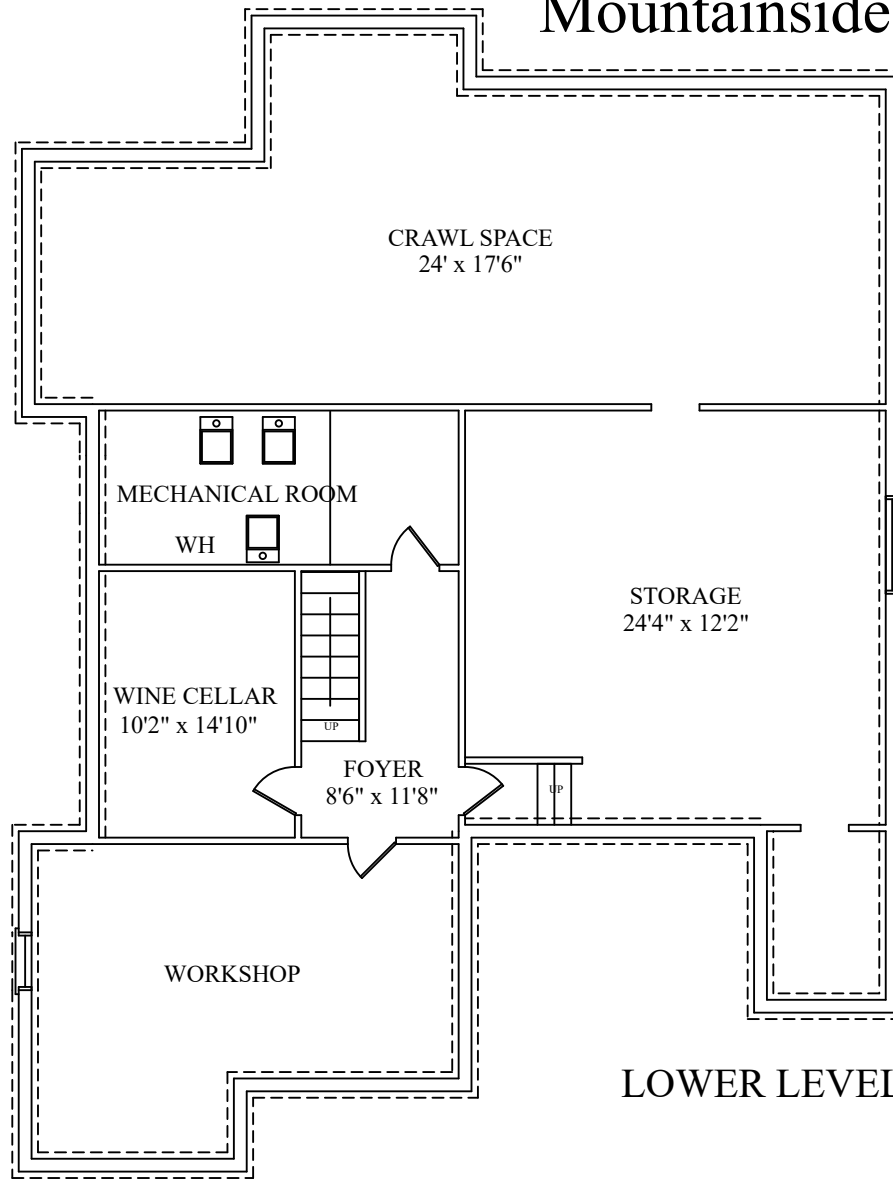 Mountainside
CRAWL SPACE
24' x 17'6"
MECHANICAL ROOM
WH
STORAGE
24'4" x 12'2"
WINE CELLAR
10'2" x 14'10"
UP
FOYER
8'6" x 11'8"
UP
WORKSHOP
LOWER LEVEL